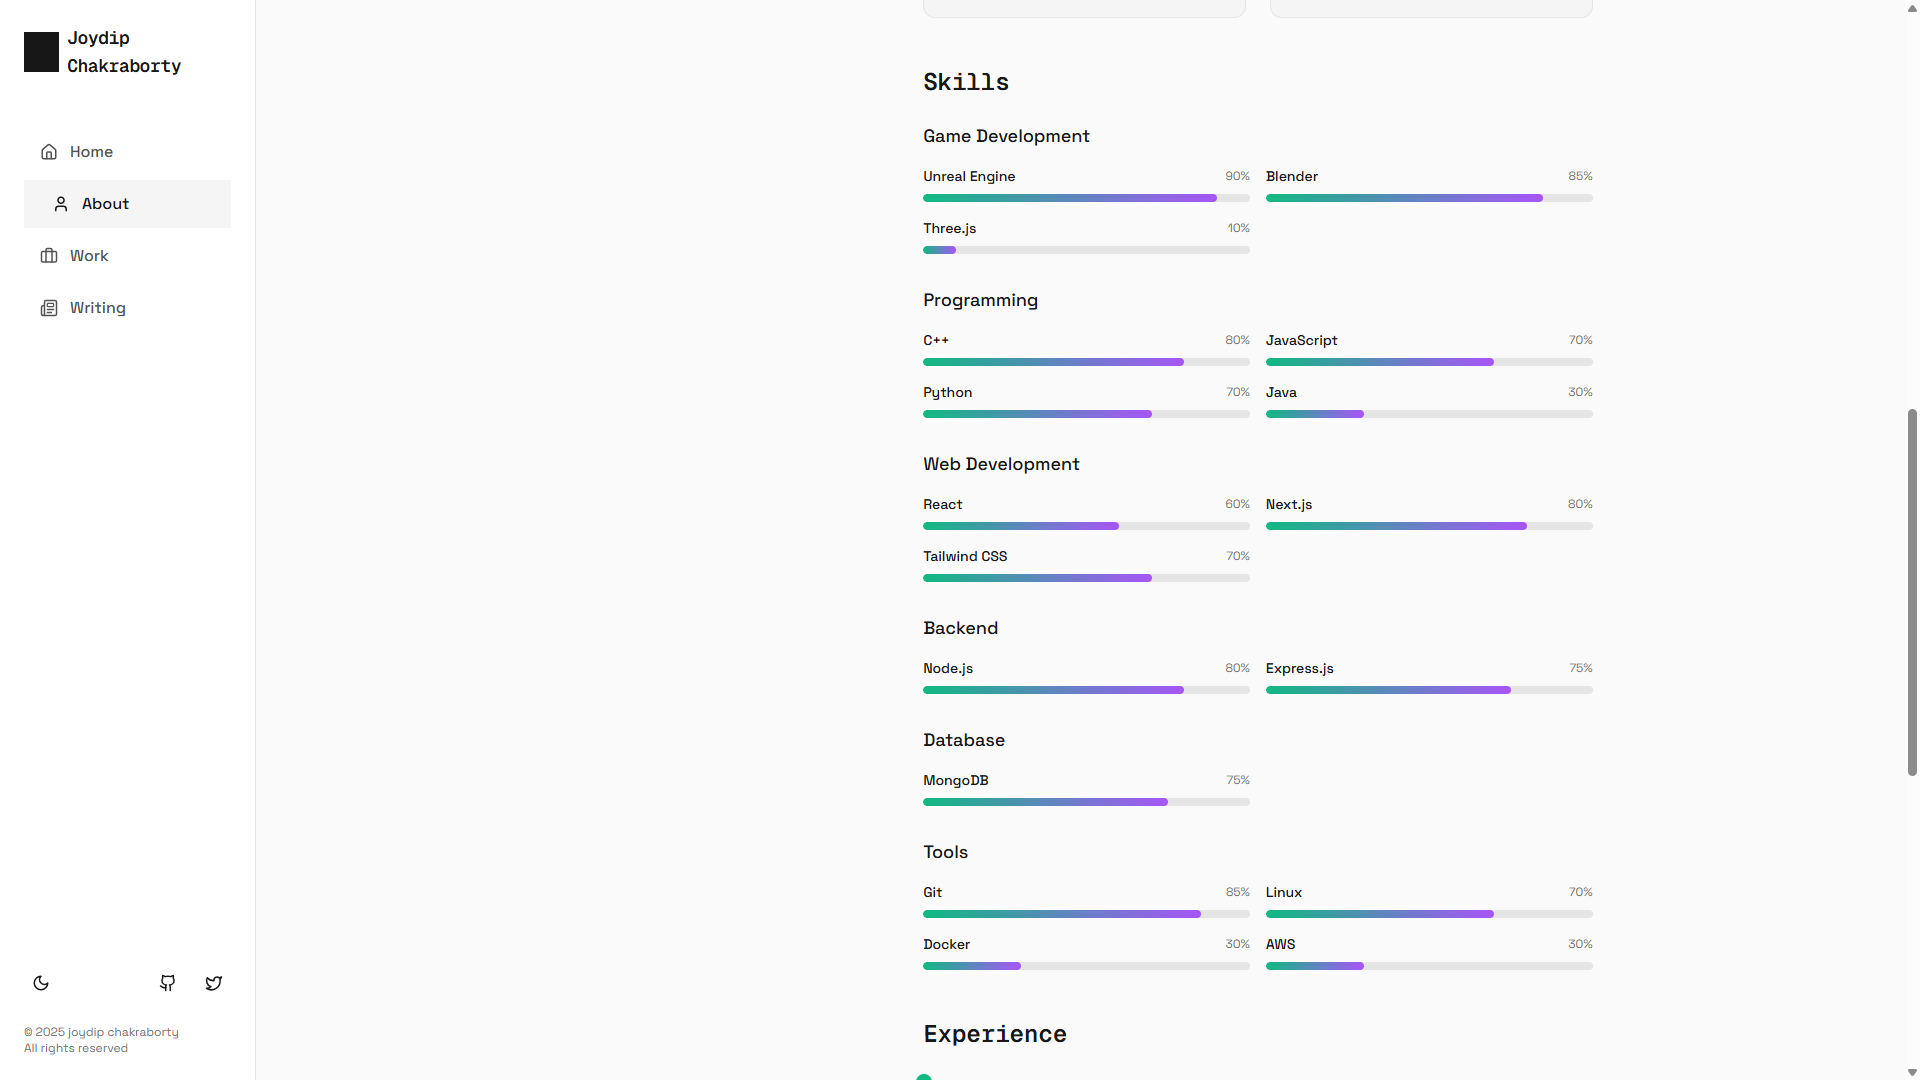 Joydip
Chakraborty
Home
About
Work
Writing
© 2025 joydip chakraborty
All rights reserved
Skills
Game Development
Unreal Engine 90% Blender 85%
Three.js 10%
Programming
C++ 80% JavaScript 70%
Python 70% Java 30%
Web Development
React 60% Next.js 80%
Tailwind CSS 70%
Backend
Node.js 80% Express.js 75%
Database
MongoDB 75%
Tools
Git 85% Linux 70%
Docker 30% AWS 30%
Experience